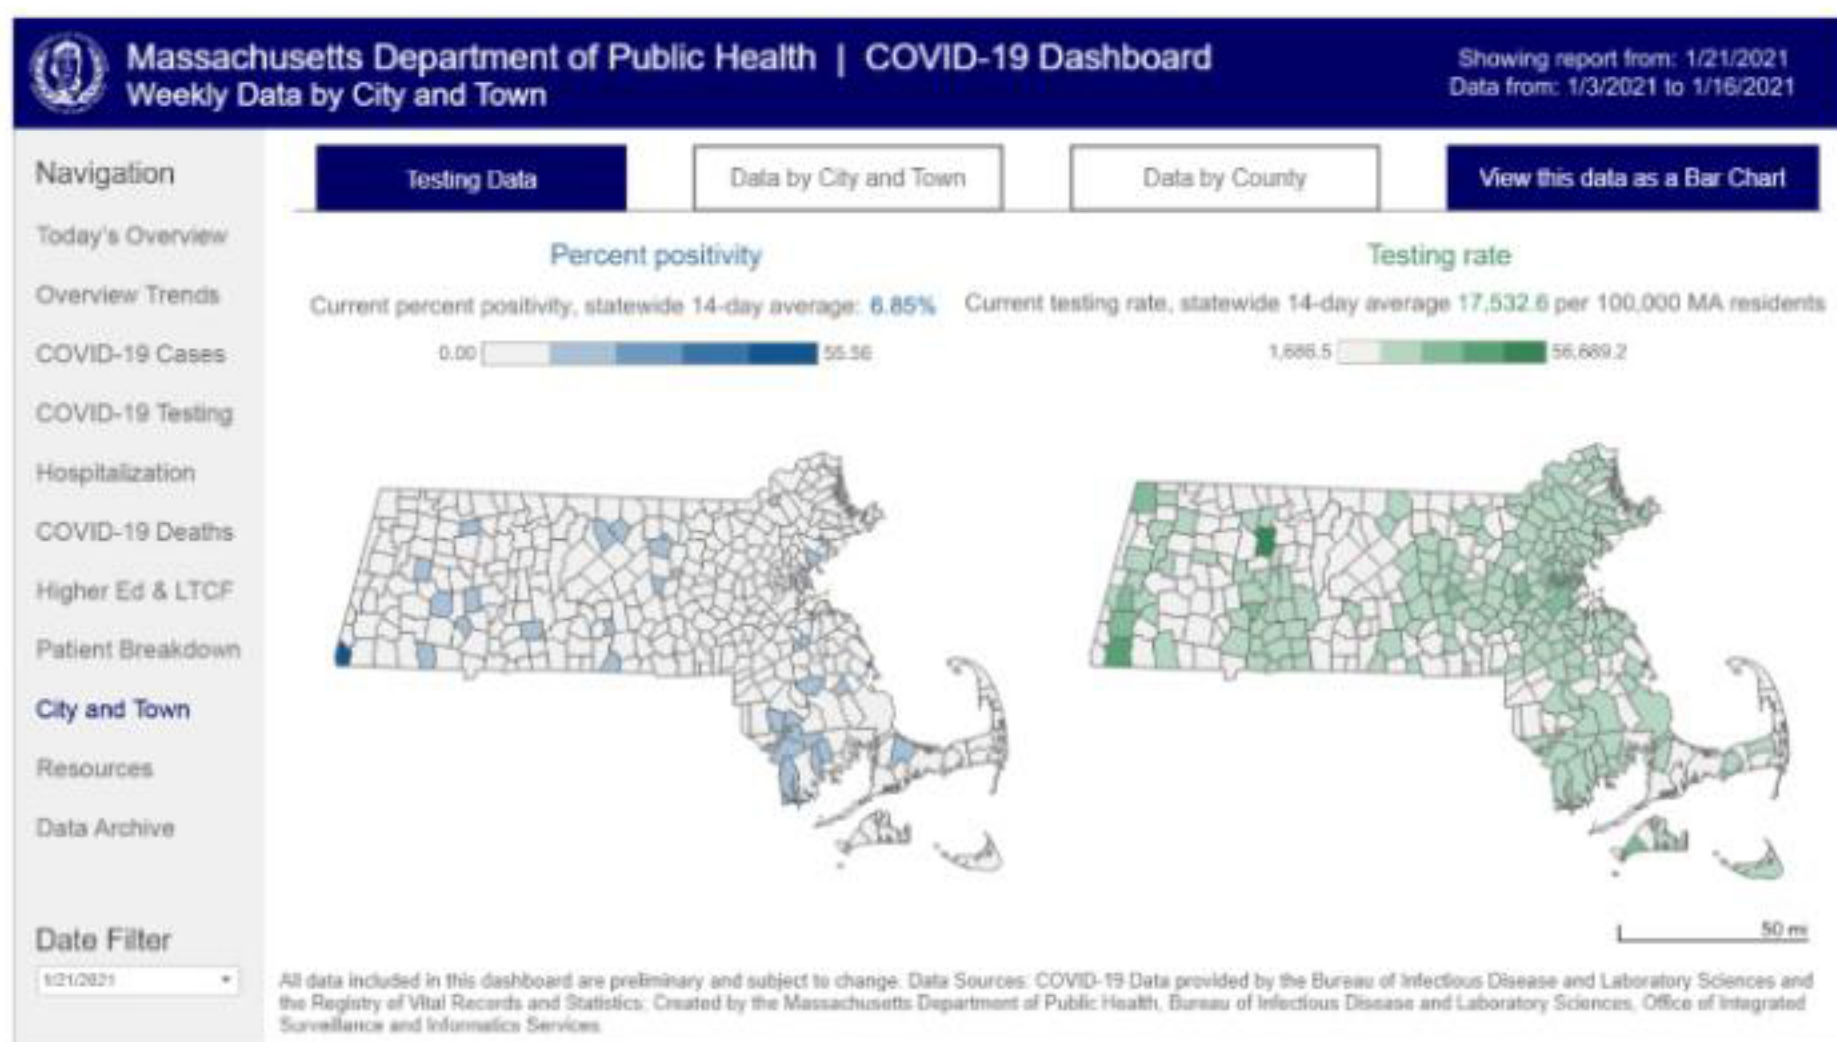 Massachusetts Department of Public Health | COVID-19 Dashboard
Weekly Data by City and Town
Showing report from: 1/21/2021
Data from: 1/3/2021 to 1/16/2021
Navigation
Today's Overview
Overview Trends
COVID-19 Cases
COVID-19 Testing
Hospitalization
COVID-19 Deaths
Higher Ed & LTCF
Patient Breakdown
City and Town
Resources
Data Archive
Date Filter
1/21/2021
Testing Data
Data by City and Town
Data by County
View this data as a Bar Chart
Percent positivity
Current percent positivity, statewide 14-day average: 6.85%
0.00
55.56
Testing rate
Current testing rate, statewide 14-day average 17,532.6 per 100,000 MA residents
1,686.5
56,689.2
50 mi
All data included in this dashboard are preliminary and subject to change. Data Sources: COVID-19 Data provided by the Bureau of Infectious Disease and Laboratory Sciences and
the Registry of Vital Records and Statistics; Created by the Massachusetts Department of Public Health, Bureau of Infectious Disease and Laboratory Sciences, Office of Integrated
Surveillance and Informatics Services.